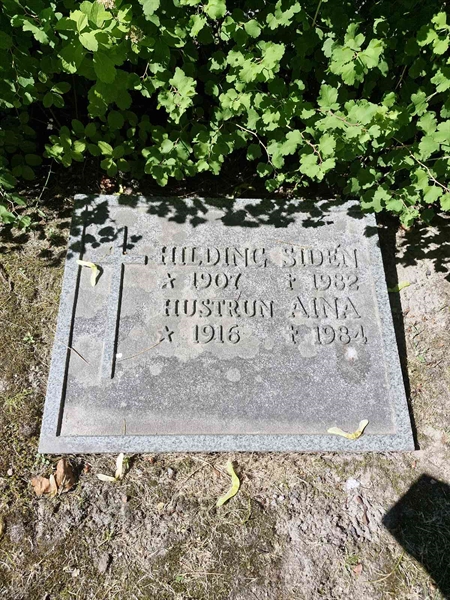 HILDING SIDÉN
* 1907 † 1982
HUSTRUN AINA
* 1916 † 1984